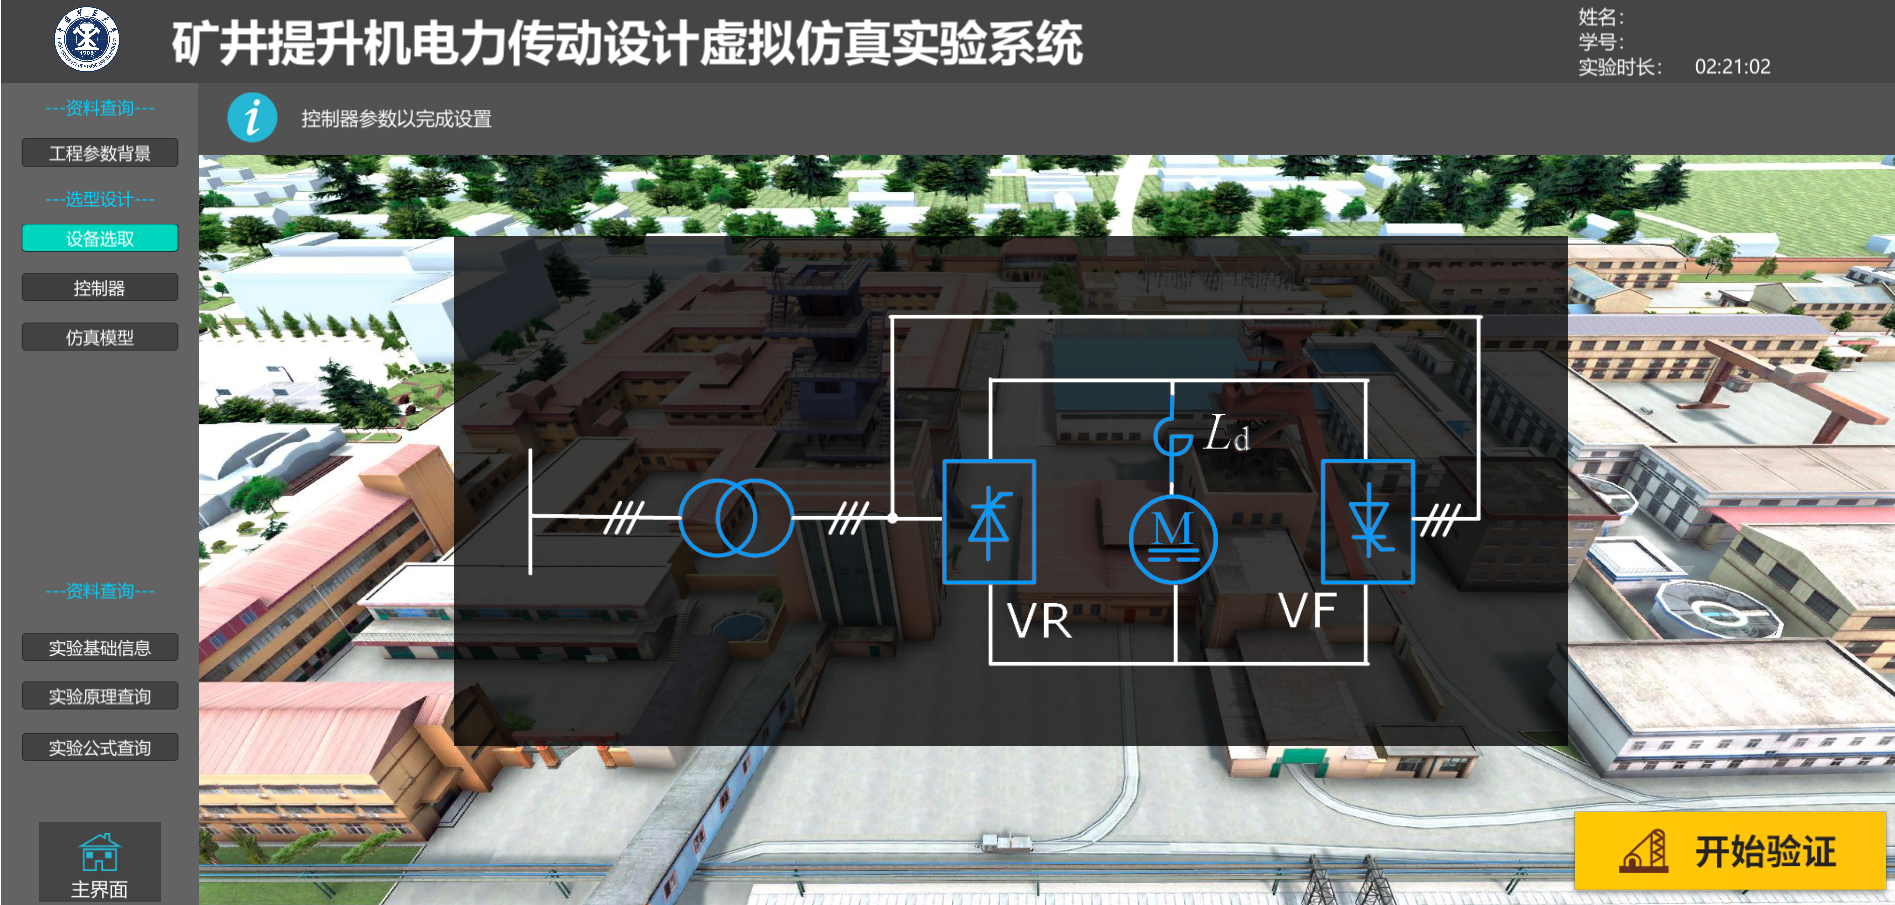 矿井提升机电力传动设计虚拟仿真实验系统
姓名：
学号：
实验时长： 02:21:02
---资料查询---
工程参数背景
---选型设计---
设备选取
控制器
仿真模型
---资料查询---
实验基础信息
实验原理查询
实验公式查询
主界面
i
控制器参数以完成设置
Ld
M
VR
VF
开始验证